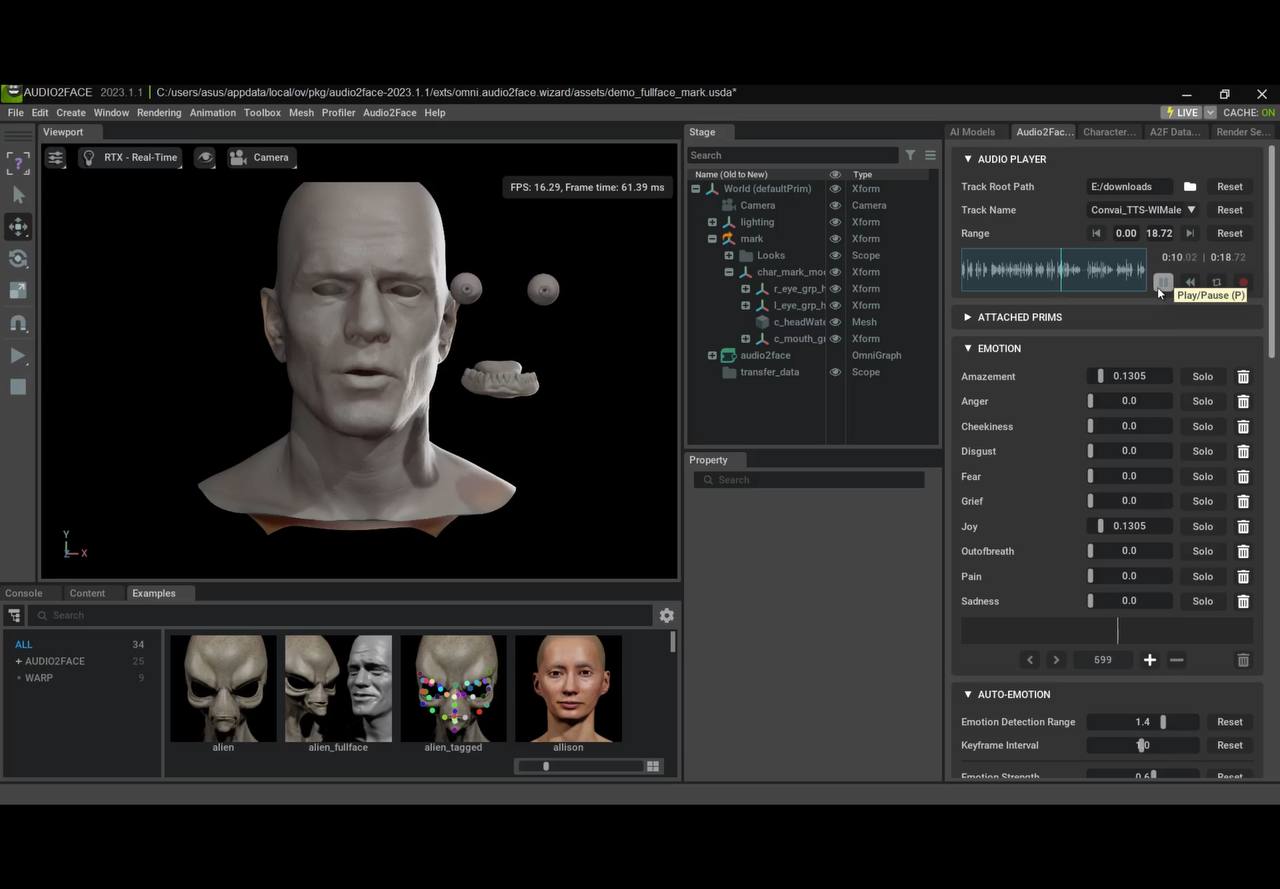 AUDIO2FACE 2023.1.1 C:/users/asus/appdata/local/ov/pkg/audio2face-2023.1.1/exts/omni.audio2face.wizard/assets/demo_fullface_mark.usda*
File Edit Create Window Rendering Animation Toolbox Mesh Profiler Audio2Face Help
LIVE CACHE: ON
Viewport
RTX - Real-Time
Camera
FPS: 16.29, Frame time: 61.39 ms
Y
X
Stage
Search
Name (Old to New) Type
World (defaultPrim) Xform
Camera Camera
lighting Xform
mark Xform
Looks Scope
char_mark_mo Xform
r_eye_grp_h Xform
l_eye_grp_h Xform
c_headWate Mesh
c_mouth_gr Xform
audio2face OmniGraph
transfer_data Scope
Property
Search
AI Models Audio2Fac... Character... A2F Data... Render Se...
AUDIO PLAYER
Track Root Path E:/downloads Reset
Track Name Convai_TTS-WIMale Reset
Range 0.00 18.72 Reset
0:10.02 | 0:18.72
Play/Pause (P)
ATTACHED PRIMS
EMOTION
Amazement 0.1305 Solo
Anger 0.0 Solo
Cheekiness 0.0 Solo
Disgust 0.0 Solo
Fear 0.0 Solo
Grief 0.0 Solo
Joy 0.1305 Solo
Outofbreath 0.0 Solo
Pain 0.0 Solo
Sadness 0.0 Solo
599
AUTO-EMOTION
Emotion Detection Range 1.4 Reset
Keyframe Interval 1.0 Reset
Emotion Strength 0.6 Reset
Console Content Examples
Search
ALL 34
+ AUDIO2FACE 25
WARP 9
alien
alien_fullface
alien_tagged
allison